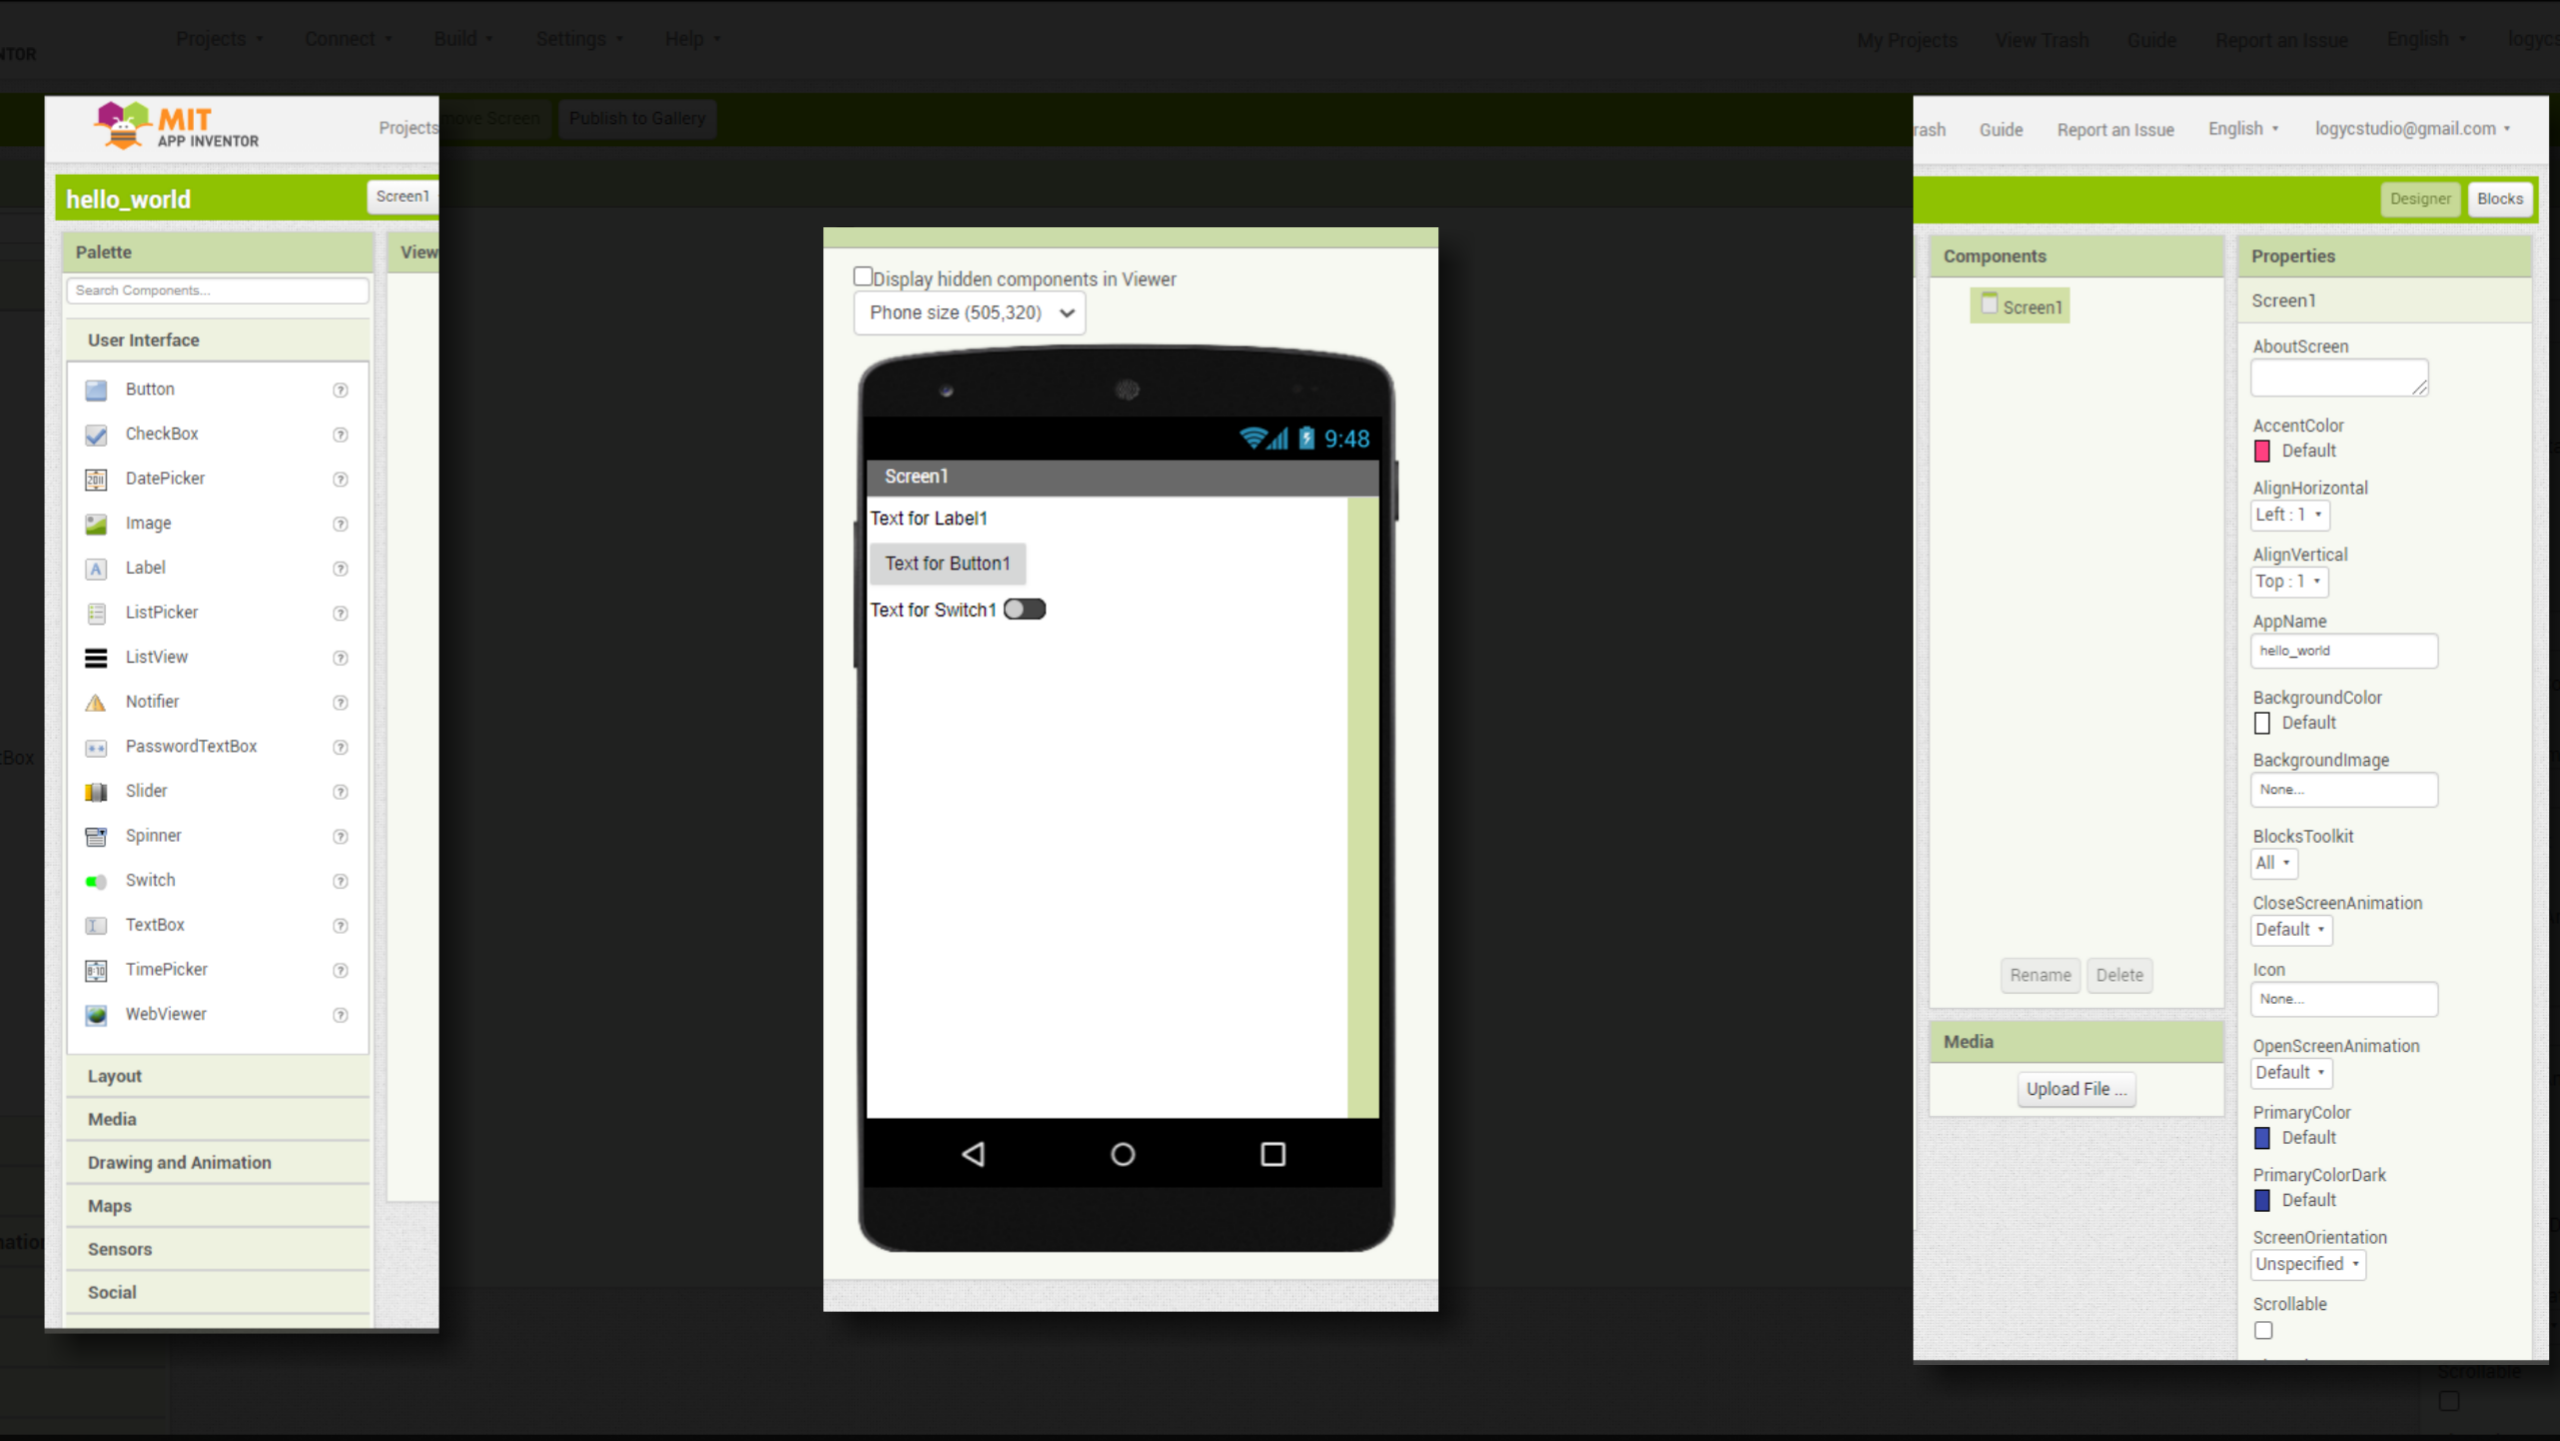 NTOR
Projects
Connect
Build
Settings
Help
My Projects
View Trash
Guide
Report an Issue
English
Screen
Publish to Gallery
MIT
APP INVENTOR
Projects
hello_world
Screen1
Palette
View
Search Components...
User Interface
Button
CheckBox
DatePicker
Image
Label
ListPicker
ListView
Notifier
PasswordTextBox
Slider
Spinner
Switch
TextBox
TimePicker
WebViewer
Layout
Media
Drawing and Animation
Maps
Sensors
Social
Display hidden components in Viewer
Phone size (505,320)
9:48
Screen1
Text for Label1
Text for Button1
Text for Switch1
rash
Guide
Report an Issue
English
logycstudio@gmail.com
Designer
Blocks
Components
Screen1
Rename
Delete
Media
Upload File ...
Properties
Screen1
AboutScreen
AccentColor
Default
AlignHorizontal
Left : 1
AlignVertical
Top : 1
AppName
hello_world
BackgroundColor
Default
BackgroundImage
None...
BlocksToolkit
All
CloseScreenAnimation
Default
Icon
None...
OpenScreenAnimation
Default
PrimaryColor
Default
PrimaryColorDark
Default
ScreenOrientation
Unspecified
Scrollable
Scrollable